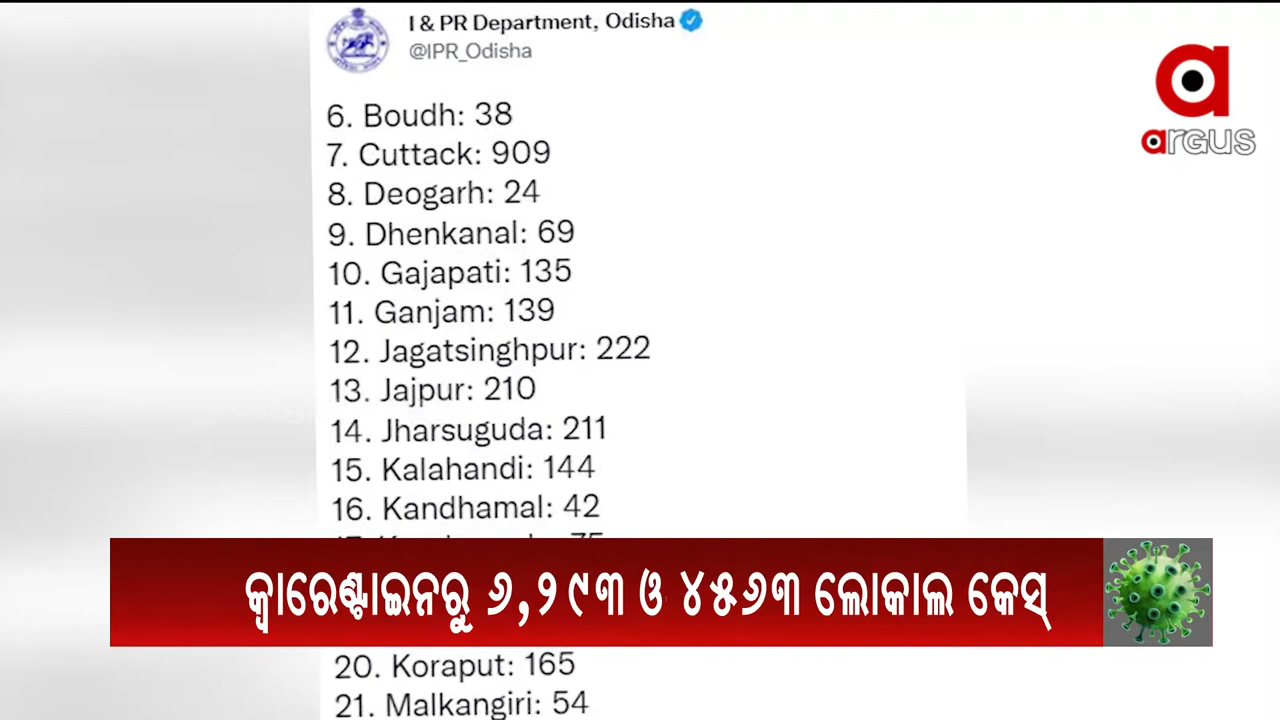 I & PR Department, Odisha
@IPR_Odisha
argus
6. Boudh: 38
7. Cuttack: 909
8. Deogarh: 24
9. Dhenkanal: 69
10. Gajapati: 135
11. Ganjam: 139
12. Jagatsinghpur: 222
13. Jajpur: 210
14. Jharsuguda: 211
15. Kalahandi: 144
16. Kandhamal: 42
କ୍ୱାରେଣ୍ଟାଇନରୁ ୬,୨୯୩ ଓ ୪୫୬୩ ଲୋକାଲ କେସ୍
20. Koraput: 165
21. Malkangiri: 54